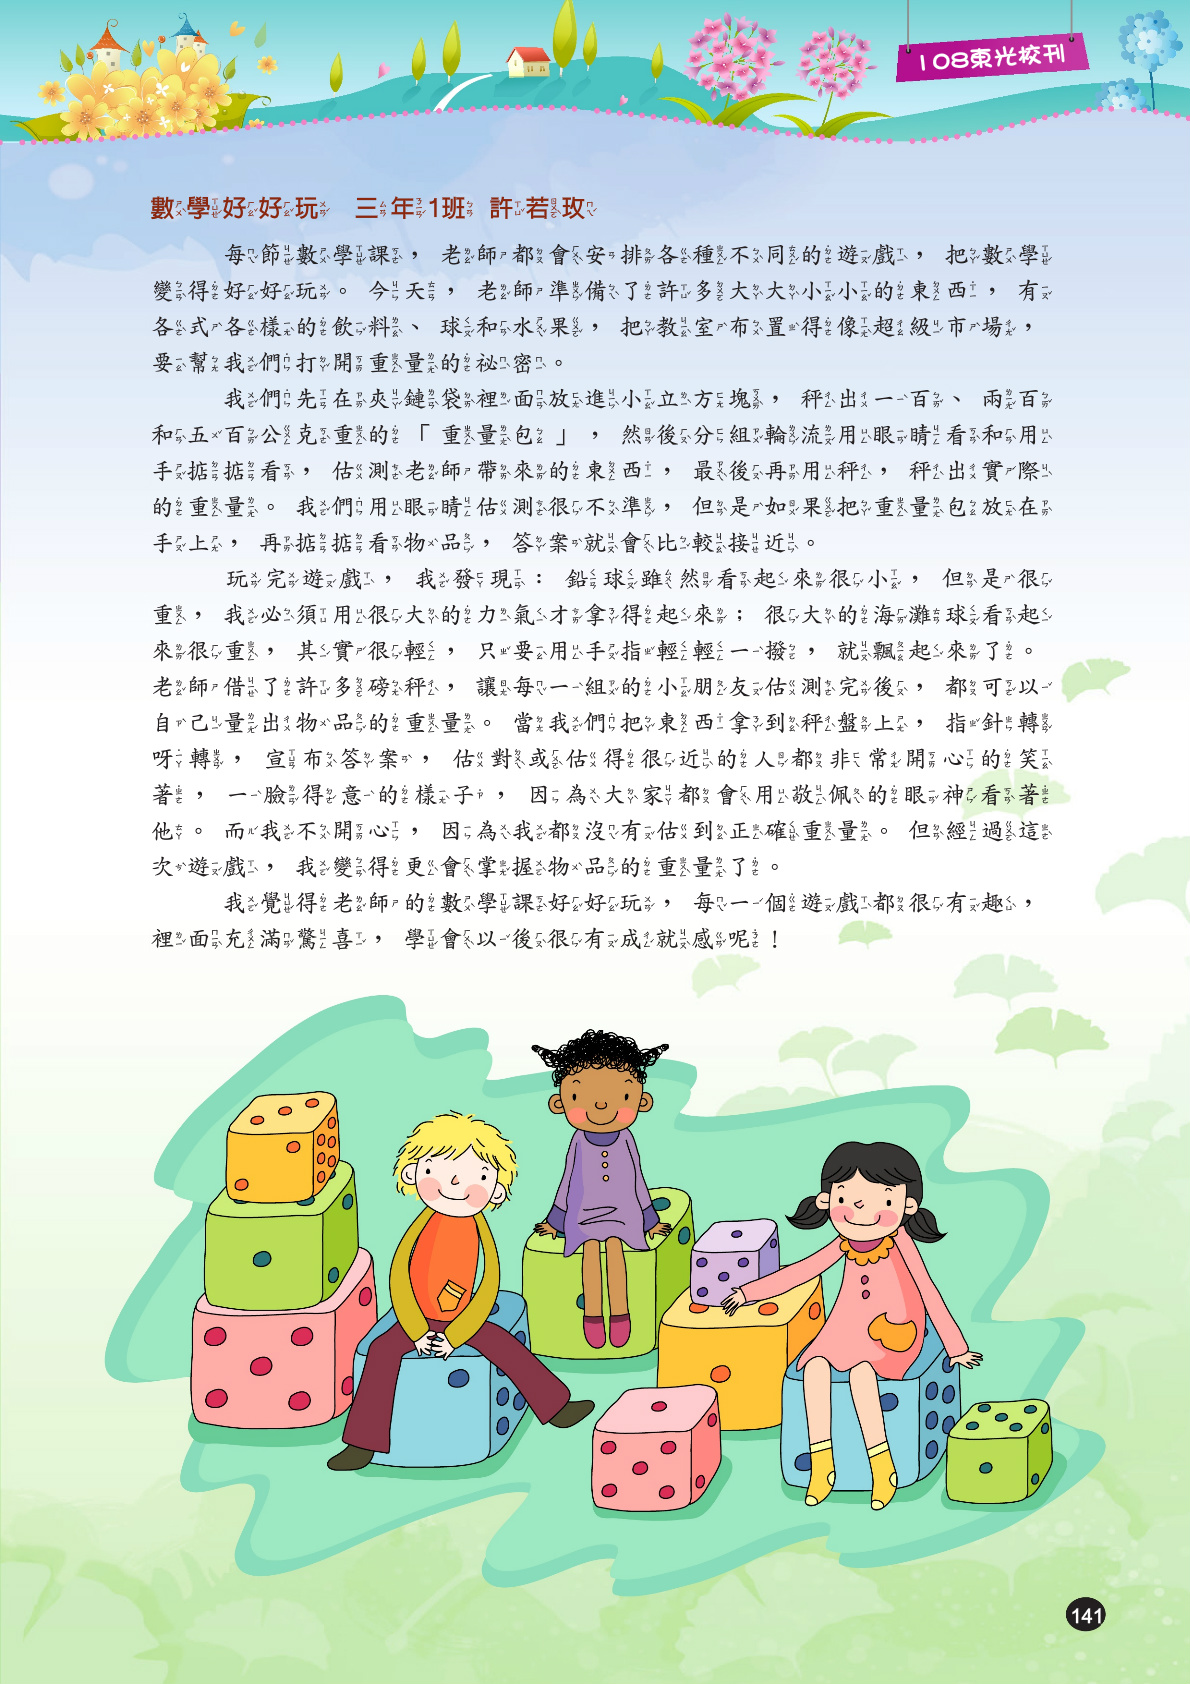 108東光校刊
數學好好玩 三年1班 許若玫
每節數學課，老師都會安排各種不同的遊戲，把數學
變得好好玩。今天，老師準備了許多大大小小的東西，有
各式各樣的飲料、球和水果，把教室布置得像超級市場，
要幫我們打開重量的祕密。
我們先在夾鏈袋裡面放進小立方塊，秤出一百、兩百
和五百公克重的「重量包」，然後分組輪流用眼睛看和用
手掂掂看，估測老師帶來的東西，最後再用秤，秤出實際
的重量。我們用眼睛估測很不準，但是如果把重量包放在
手上，再掂掂看物品，答案就會比較接近。
玩完遊戲，我發現：鉛球雖然看起來很小，但是很
重，我必須用很大的力氣才拿得起來；很大的海灘球看起
來很重，其實很輕，只要用手指輕輕一撥，就飄起來了。
老師借了許多磅秤，讓每一組的小朋友估測完後，都可以
自己量出物品的重量。當我們把東西拿到秤盤上，指針轉
呀轉，宣布答案，估對或估得很近的人都非常開心的笑
著，一臉得意的樣子，因為大家都會用敬佩的眼神看著
他。而我不開心，因為我都沒有估到正確重量。但經過這
次遊戲，我變得更會掌握物品的重量了。
我覺得老師的數學課好好玩，每一個遊戲都很有趣，
裡面充滿驚喜，學會以後很有成就感呢！
141